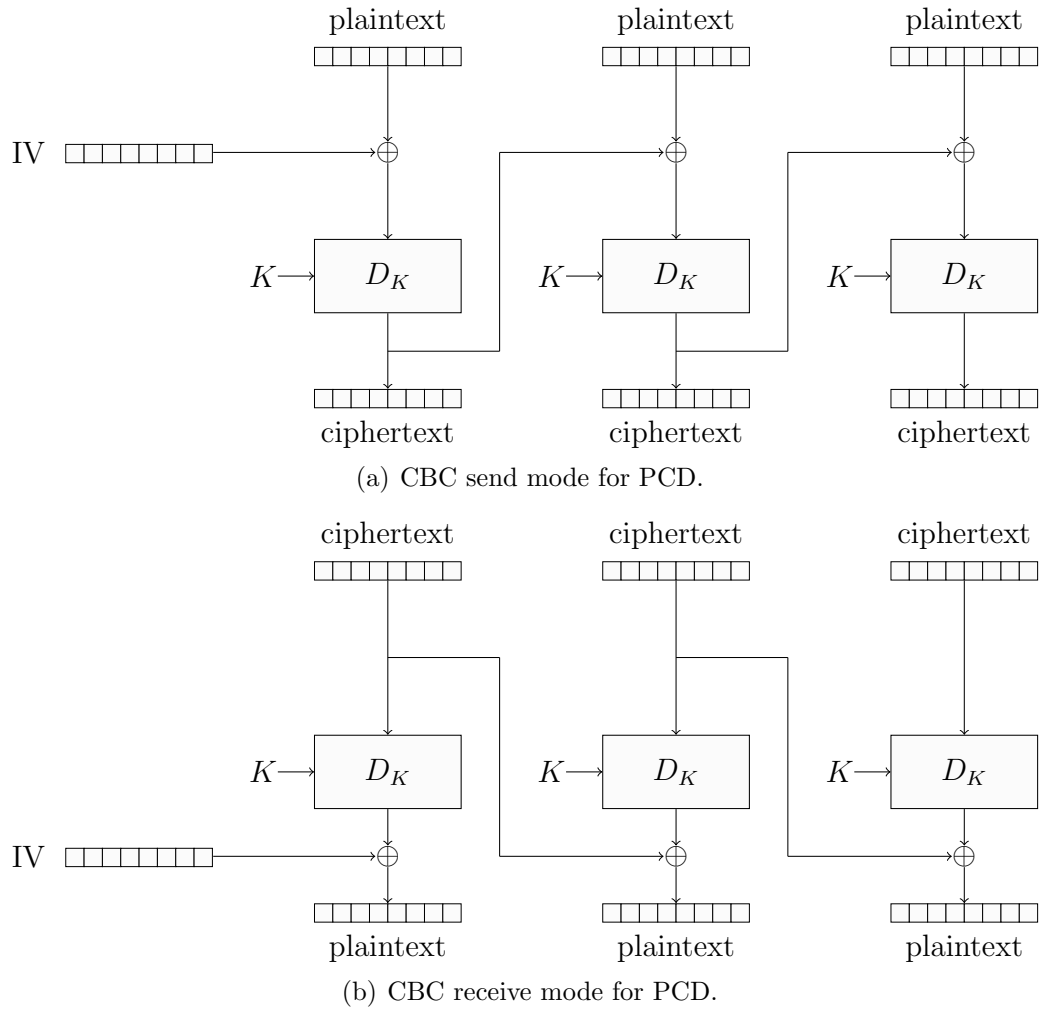 plaintext plaintext plaintext
IV
K D_K K D_K K D_K
ciphertext ciphertext ciphertext
(a) CBC send mode for PCD.
ciphertext ciphertext ciphertext
K D_K K D_K K D_K
IV
plaintext plaintext plaintext
(b) CBC receive mode for PCD.